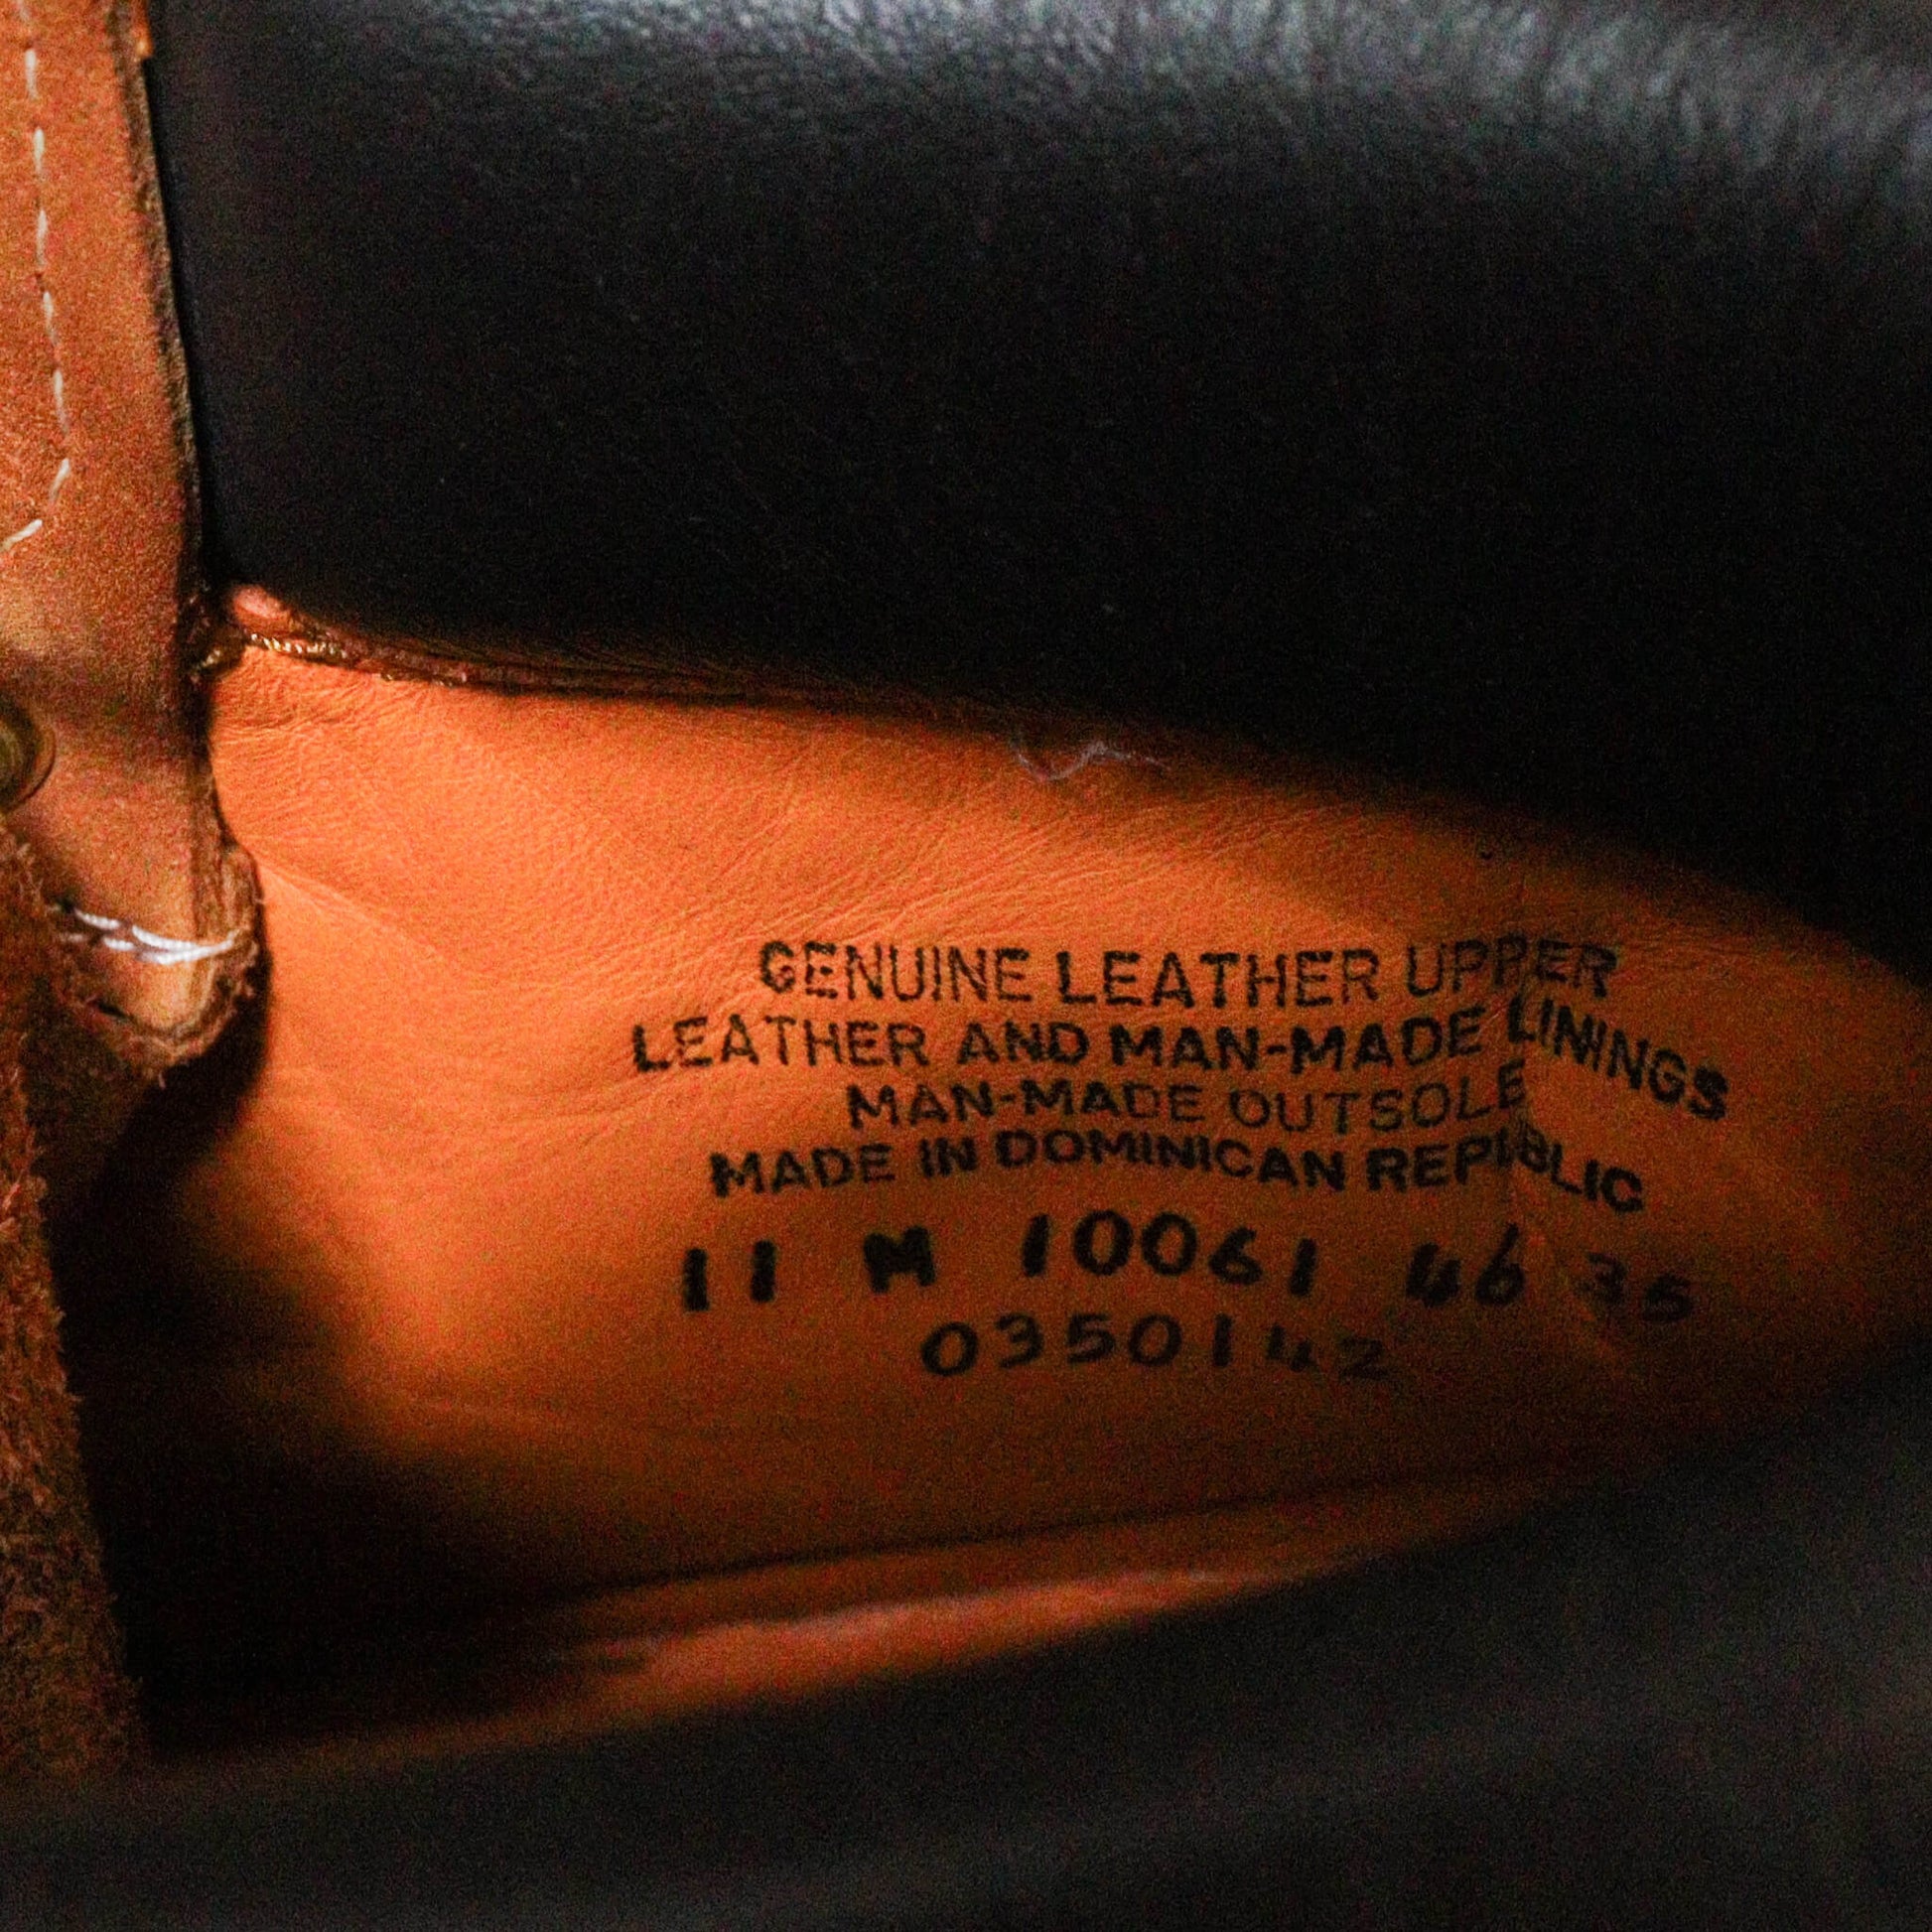 GENUINE LEATHER UPPER
LEATHER AND MAN-MADE LININGS
MAN-MADE OUTSOLE
MADE IN DOMINICAN REPUBLIC
11 M 10061 46 36
0350142